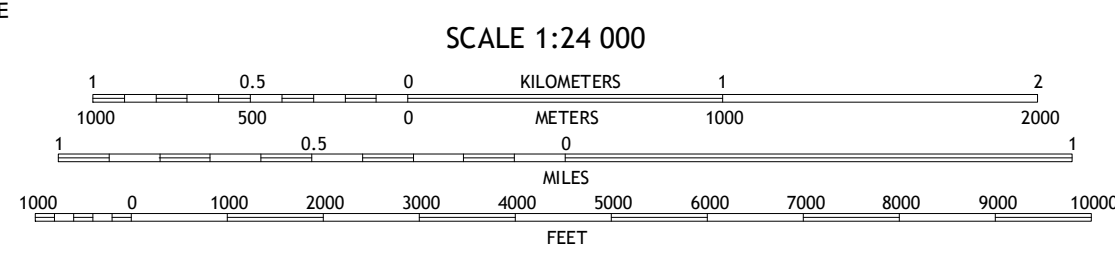 E
SCALE 1:24 000
1 0.5 0 KILOMETERS 1 2
1000 500 0 METERS 1000 2000
1 0.5 0 1
MILES
1000 0 1000 2000 3000 4000 5000 6000 7000 8000 9000 10000
FEET